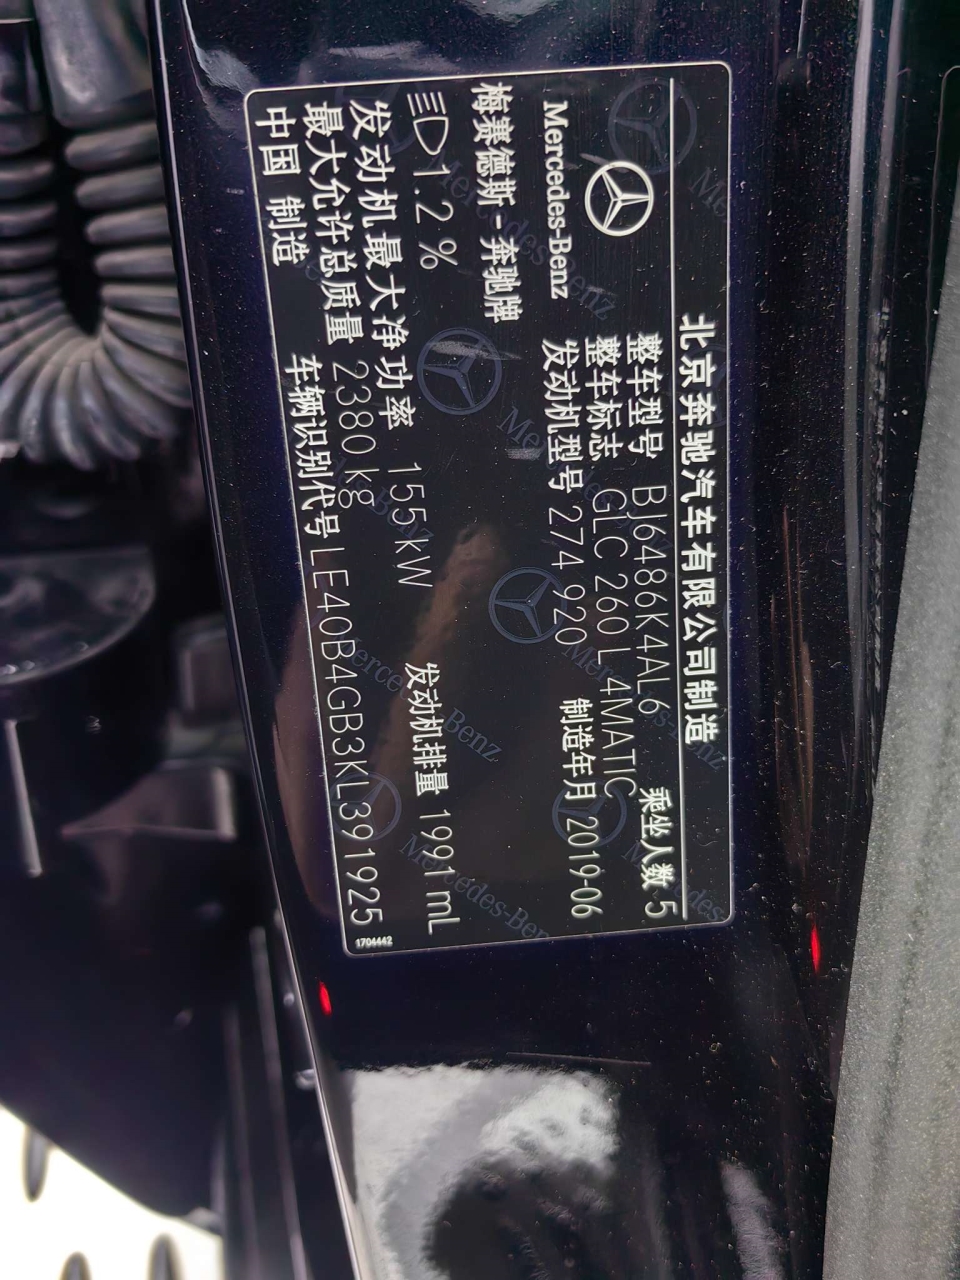 北京奔驰汽车有限公司制造
整车型号 BJ6486K4AL6 乘坐人数 5
整车标志 GLC 260 L 4MATIC
Mercedes-Benz 发动机型号 274 920 制造年月 2019-06
梅赛德斯-奔驰牌
1.2 %
发动机最大净功率 155 kW 发动机排量 1991 mL
最大允许总质量 2380 kg
中国 制造 车辆识别代号 LE40B4GB3KL391925
1704442